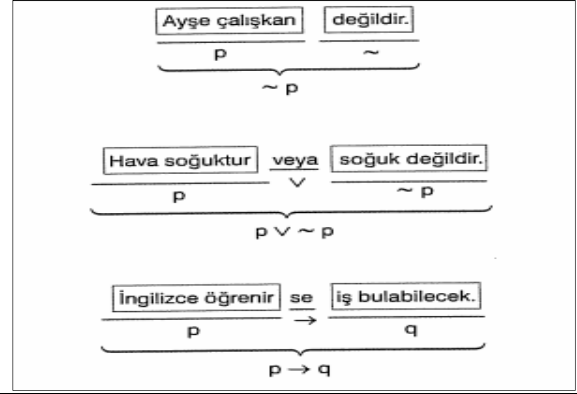 Ayşe çalışkan değildir.
p ~
~ p
Hava soğuktur veya soğuk değildir.
p ∨ ~ p
p ∨ ~ p
İngilizce öğrenir se iş bulabilecek.
p → q
p → q